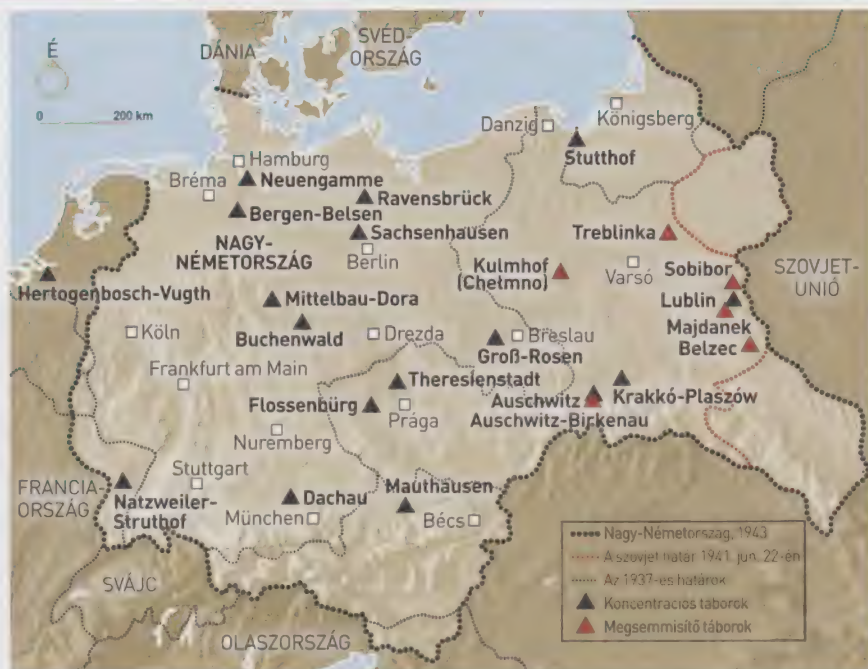 É
0 200 km
DÁNIA
SVÉD-
ORSZÁG
Königsberg
Danzig
Stutthof
Hamburg
Neuengamme
Bréma
Bergen-Belsen
Ravensbrück
Sachsenhausen
Berlin
NAGY-
NÉMETORSZÁG
Treblinka
Kulmhof
(Chełmno)
Varsó
Sobibor
Lublin
Majdanek
Belzec
SZOVJET-
UNIÓ
Hertogenbosch-Vugth
Mittelbau-Dora
Köln
Buchenwald
Drezda
Breslau
Groß-Rosen
Frankfurt am Main
Theresienstadt
Auschwitz
Auschwitz-Birkenau
Krakkó-Plaszów
Flossenbürg
Prága
Nuremberg
Stuttgart
FRANCIA-
ORSZÁG
Natzweiler-
Struthof
Dachau
München
Mauthausen
Bécs
SVÁJC
OLASZORSZÁG
Nagy-Németország, 1943
A szovjet határ 1941. jún. 22-én
Az 1937-es határok
Koncentrációs táborok
Megsemmisítő táborok